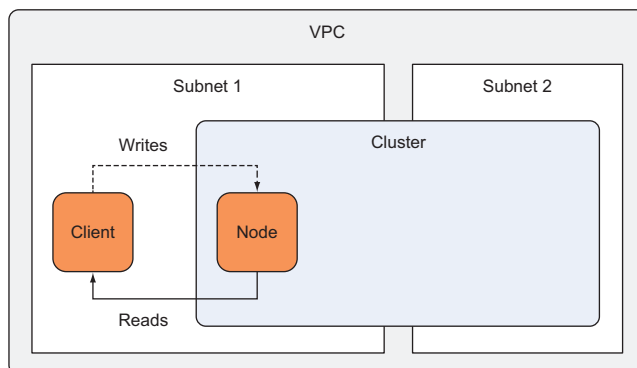 VPC
Subnet 1
Subnet 2
Writes
Cluster
Client
Node
Reads